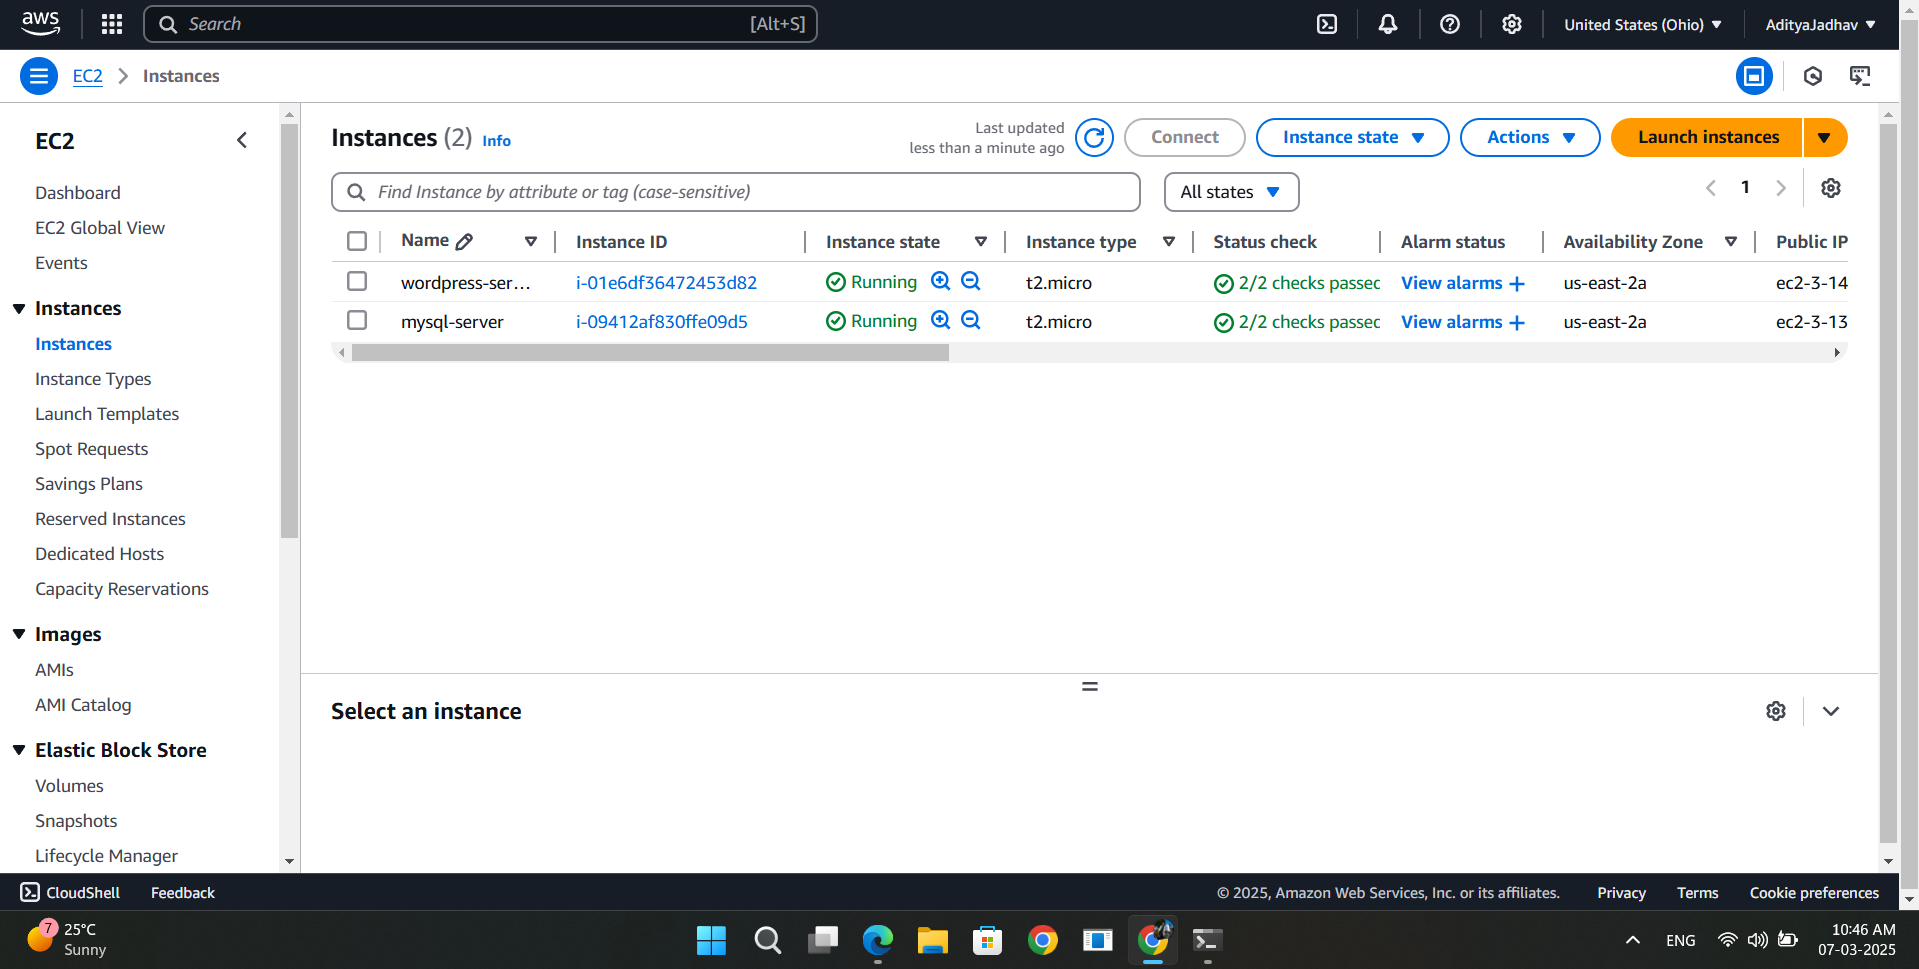 aws
Search [Alt+S]
United States (Ohio)
AdityaJadhav
EC2
Instances
EC2
Dashboard
EC2 Global View
Events
Instances
Instances
Instance Types
Launch Templates
Spot Requests
Savings Plans
Reserved Instances
Dedicated Hosts
Capacity Reservations
Images
AMIs
AMI Catalog
Elastic Block Store
Volumes
Snapshots
Lifecycle Manager
Instances (2) Info
Last updated
less than a minute ago
Connect
Instance state
Actions
Launch instances
Find Instance by attribute or tag (case-sensitive)
All states
1
Name Instance ID Instance state Instance type Status check Alarm status Availability Zone Public IP
wordpress-ser... i-01e6df36472453d82 Running t2.micro 2/2 checks passed View alarms us-east-2a ec2-3-14
mysql-server i-09412af830ffe09d5 Running t2.micro 2/2 checks passed View alarms us-east-2a ec2-3-13
Select an instance
CloudShell Feedback © 2025, Amazon Web Services, Inc. or its affiliates. Privacy Terms Cookie preferences
7
25°C
Sunny
ENG
10:46 AM
07-03-2025